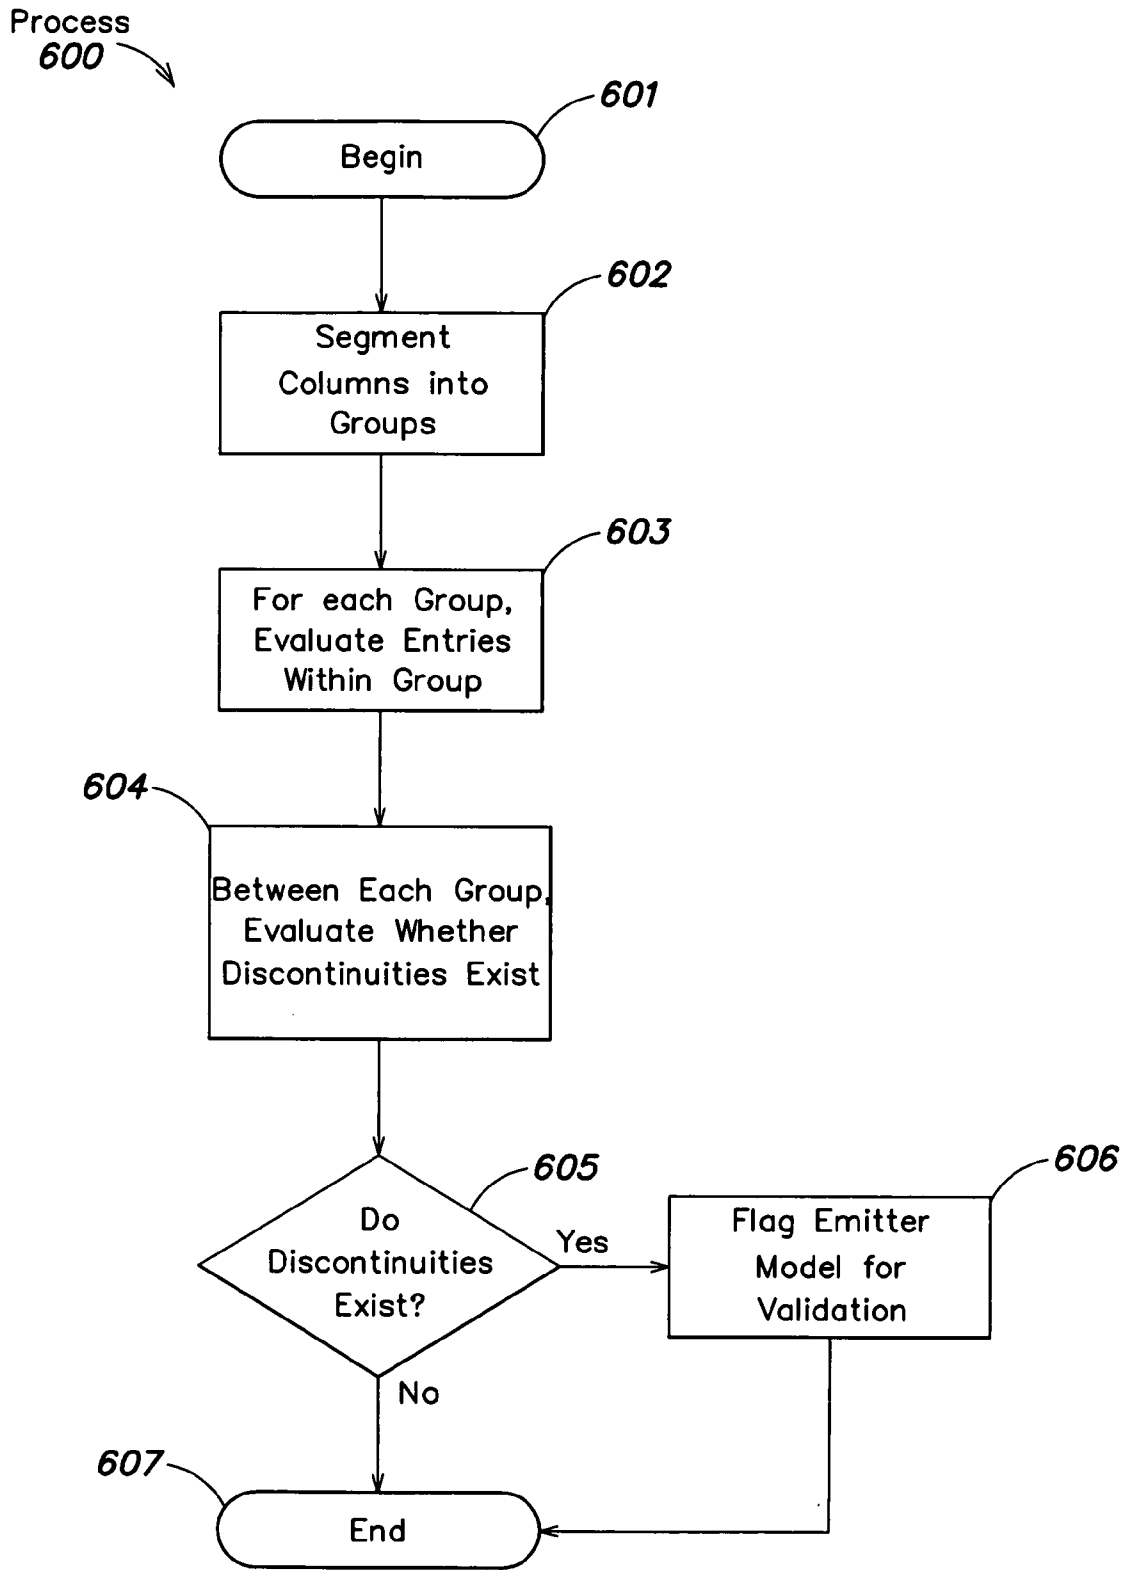 Process
600
601
Begin
602
Segment
Columns into
Groups
603
For each Group,
Evaluate Entries
Within Group
604
Between Each Group,
Evaluate Whether
Discontinuities Exist
605
Do
Discontinuities
Exist?
Yes
606
Flag Emitter
Model for
Validation
No
607
End